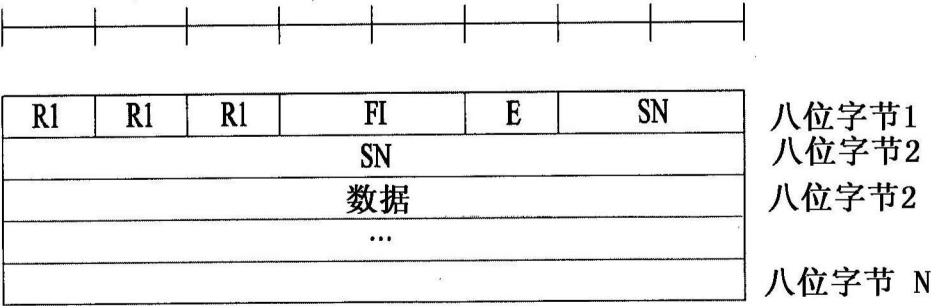 R1 R1 R1 FI E SN 八位字节1
SN 八位字节2
数据 八位字节2
...
八位字节 N